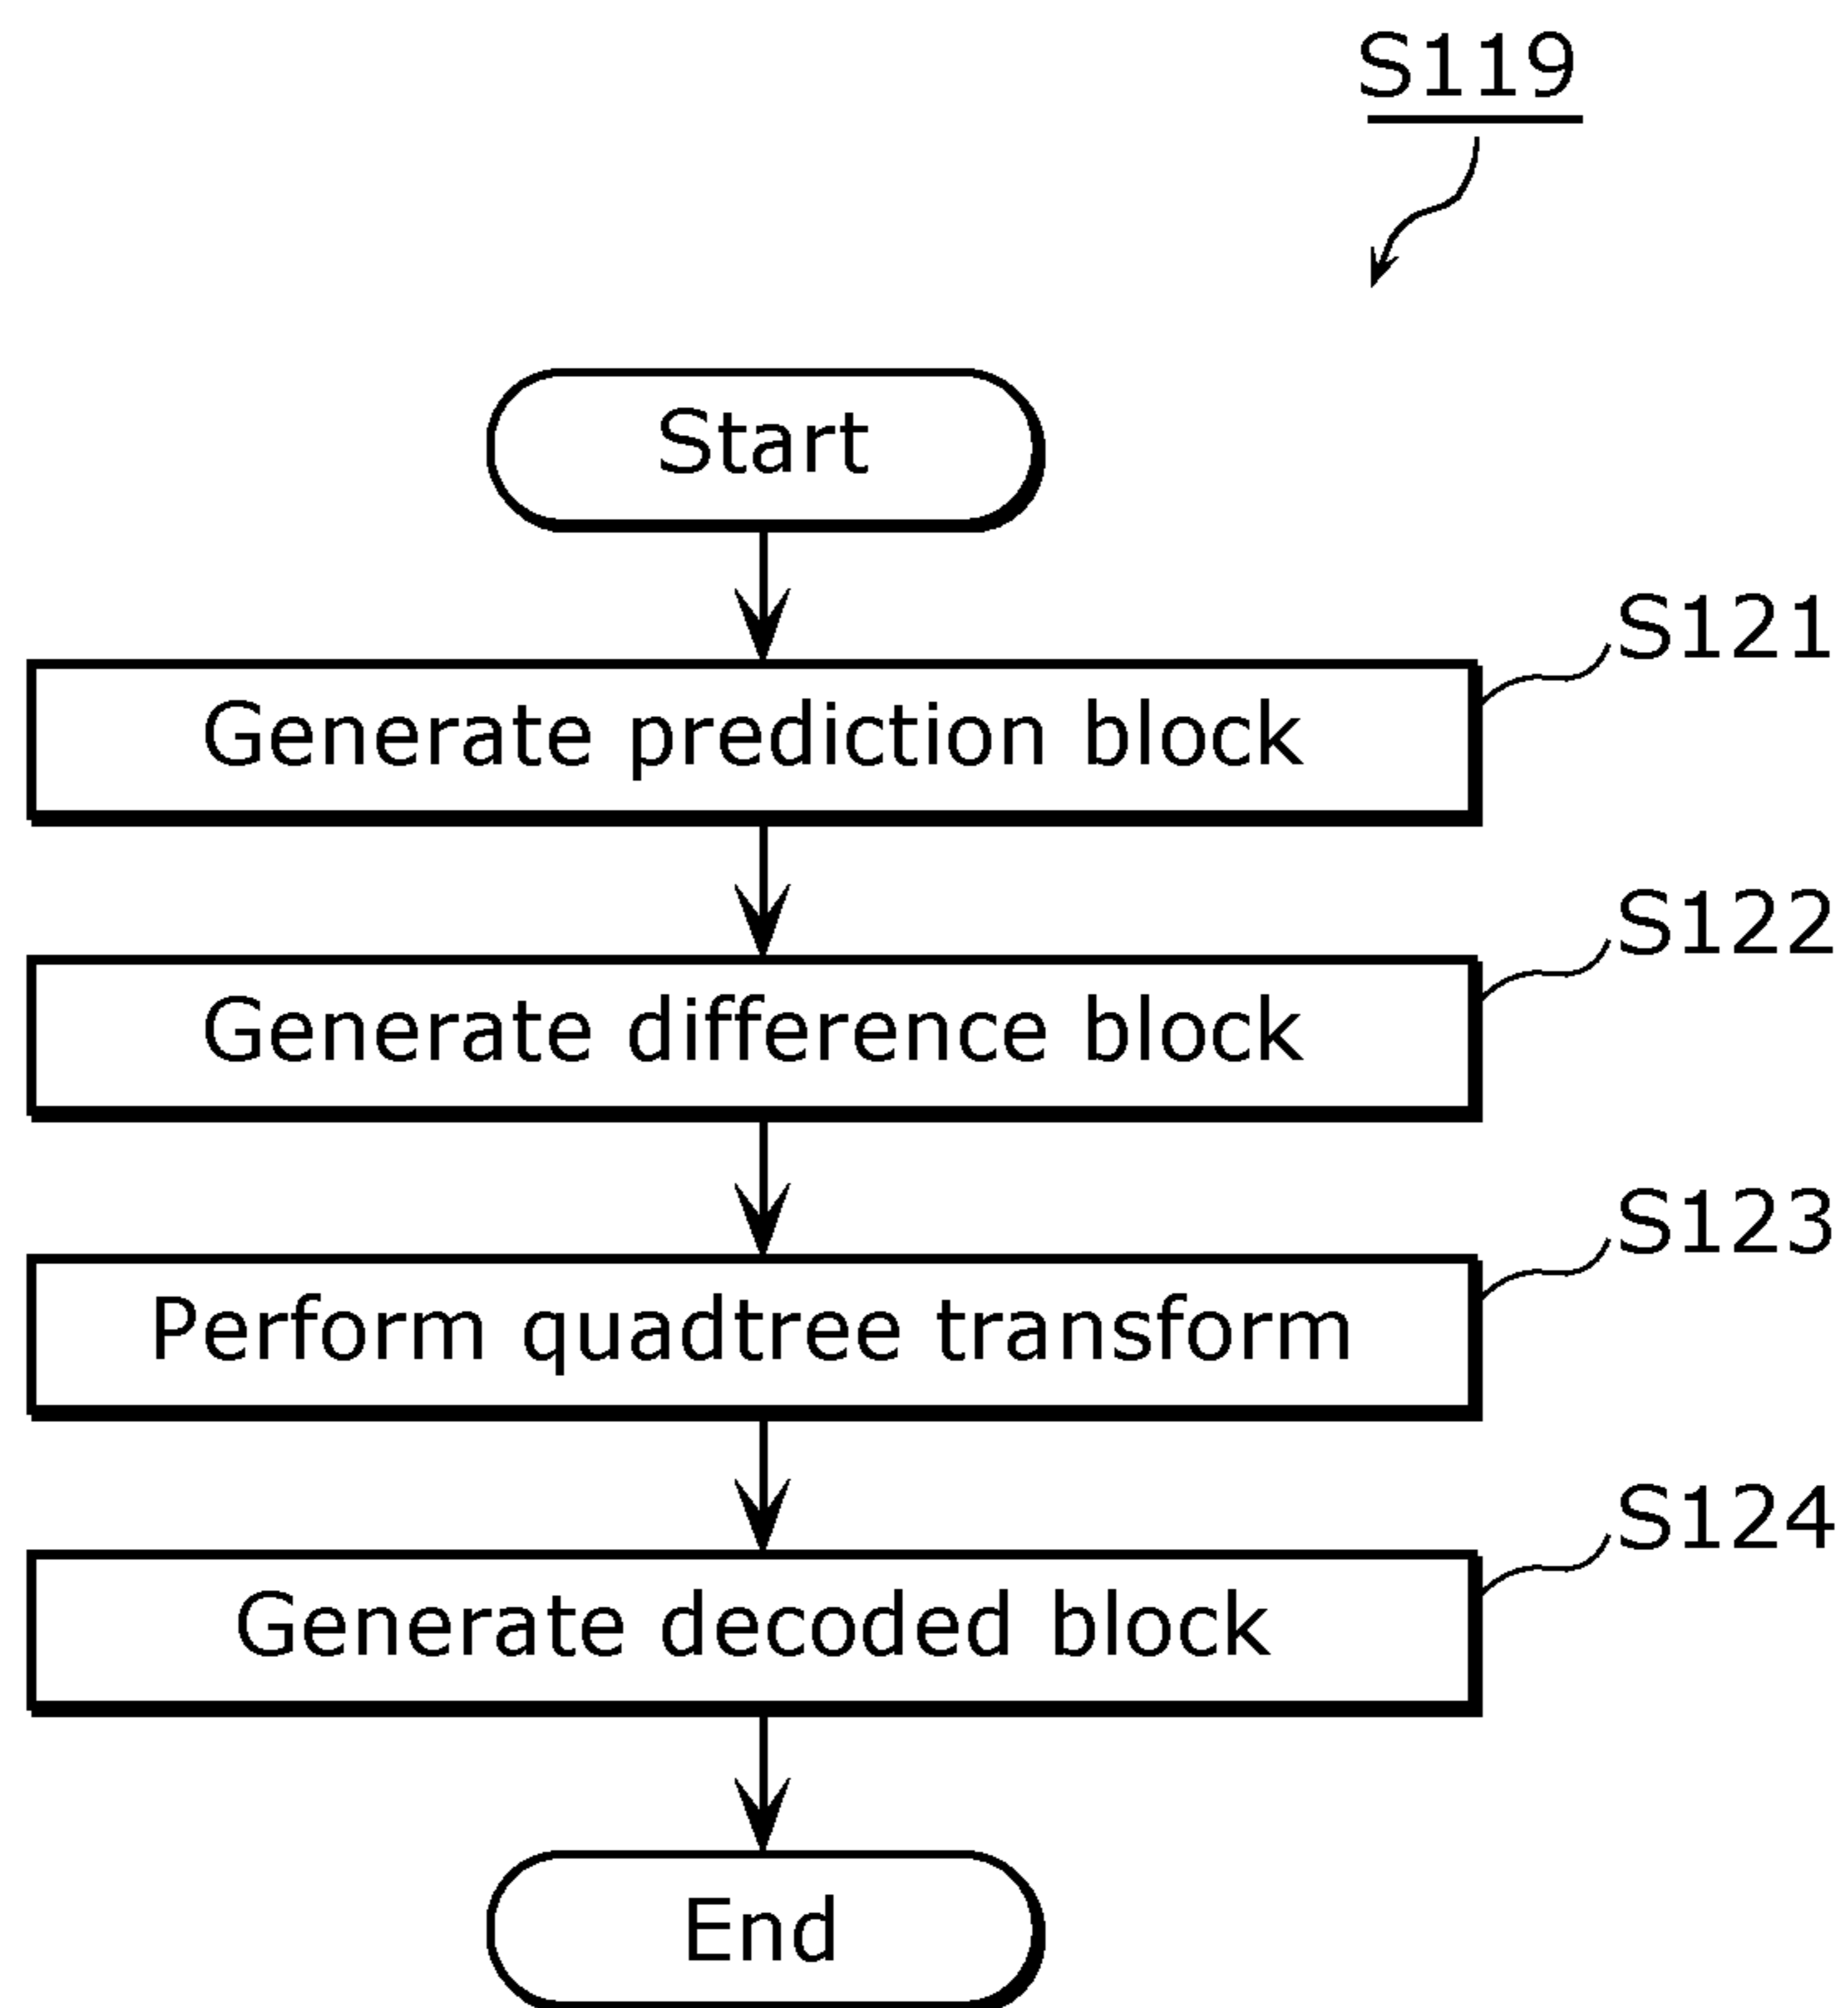 S119
Start
S121
Generate prediction block
S122
Generate difference block
S123
Perform quadtree transform
S124
Generate decoded block
End